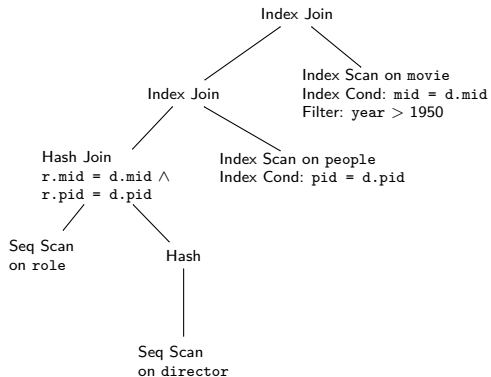 Index Join
Index Scan on movie
Index Cond: mid = d.mid
Filter: year > 1950
Index Join
Hash Join
r.mid = d.mid ∧
r.pid = d.pid
Index Scan on people
Index Cond: pid = d.pid
Seq Scan
on role
Hash
Seq Scan
on director